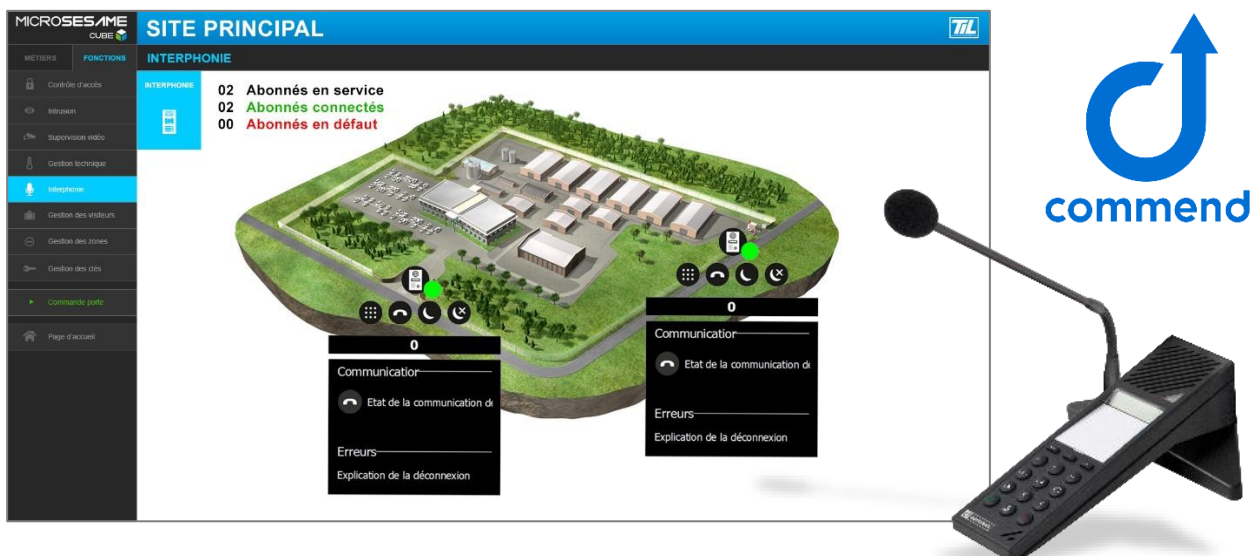 MICROSESAME
CUBE
SITE PRINCIPAL
TiL
MÉTIERS
FONCTIONS
INTERPHONIE
Contrôle d'accès
Intrusion
Supervision vidéo
Gestion technique
Interphonie
Gestion des visiteurs
Gestion des zones
Gestion des clés
Commande porte
Page d'accueil
INTERPHONIE
02 Abonnés en service
02 Abonnés connectés
00 Abonnés en défaut
0
Communication
Etat de la communication de
Erreurs
Explication de la déconnexion
0
Communication
Etat de la communication de
Erreurs
Explication de la déconnexion
commend